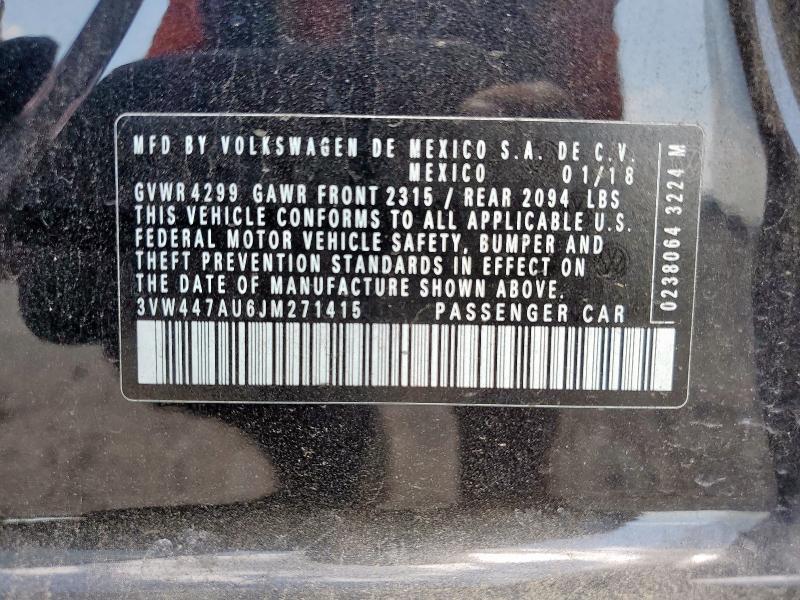 MFD BY VOLKSWAGEN DE MEXICO S.A. DE C.V.
MEXICO 01/18
GVWR 4299 GAWR FRONT 2315 / REAR 2094 LBS
THIS VEHICLE CONFORMS TO ALL APPLICABLE U.S.
FEDERAL MOTOR VEHICLE SAFETY, BUMPER AND
THEFT PREVENTION STANDARDS IN EFFECT ON
THE DATE OF MANUFACTURE SHOWN ABOVE.
3VW447AU6JM271415 PASSENGER CAR
0238064 3224 M